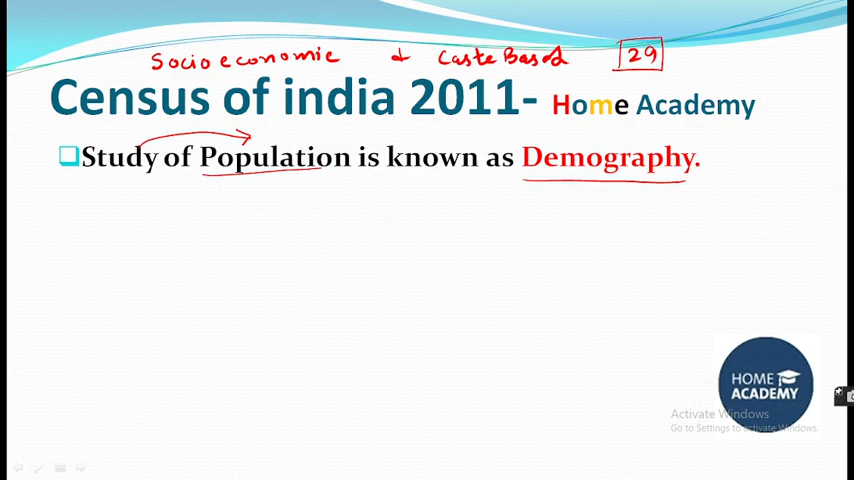 Socioeconomic & Caste Based 29
Census of india 2011- Home Academy
Study of Population is known as Demography.
HOME
ACADEMY
Activate Windows
Go to Settings to activate Windows.